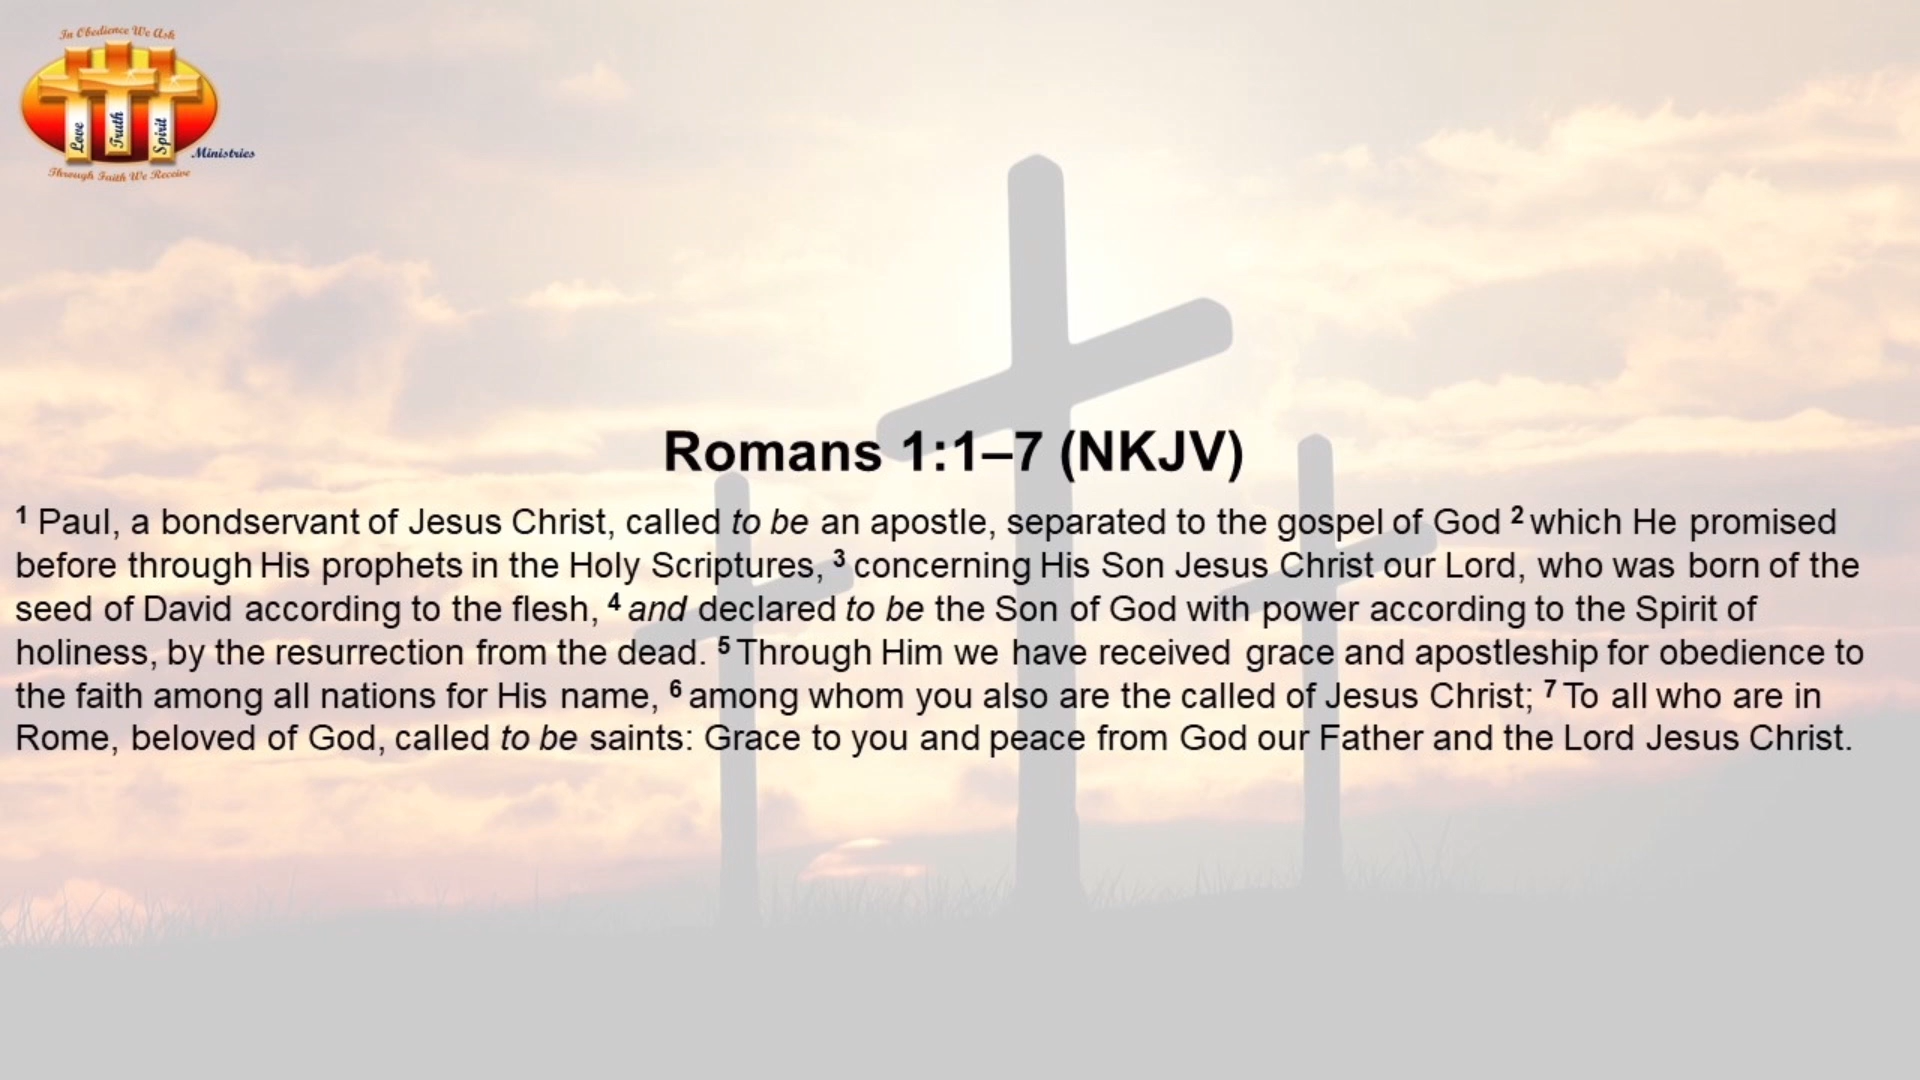 In Obedience We Ask
Love
Truth
Spirit
Ministries
Through Faith We Receive
Romans 1:1–7 (NKJV)
1 Paul, a bondservant of Jesus Christ, called to be an apostle, separated to the gospel of God 2 which He promised
before through His prophets in the Holy Scriptures, 3 concerning His Son Jesus Christ our Lord, who was born of the
seed of David according to the flesh, 4 and declared to be the Son of God with power according to the Spirit of
holiness, by the resurrection from the dead. 5 Through Him we have received grace and apostleship for obedience to
the faith among all nations for His name, 6 among whom you also are the called of Jesus Christ; 7 To all who are in
Rome, beloved of God, called to be saints: Grace to you and peace from God our Father and the Lord Jesus Christ.